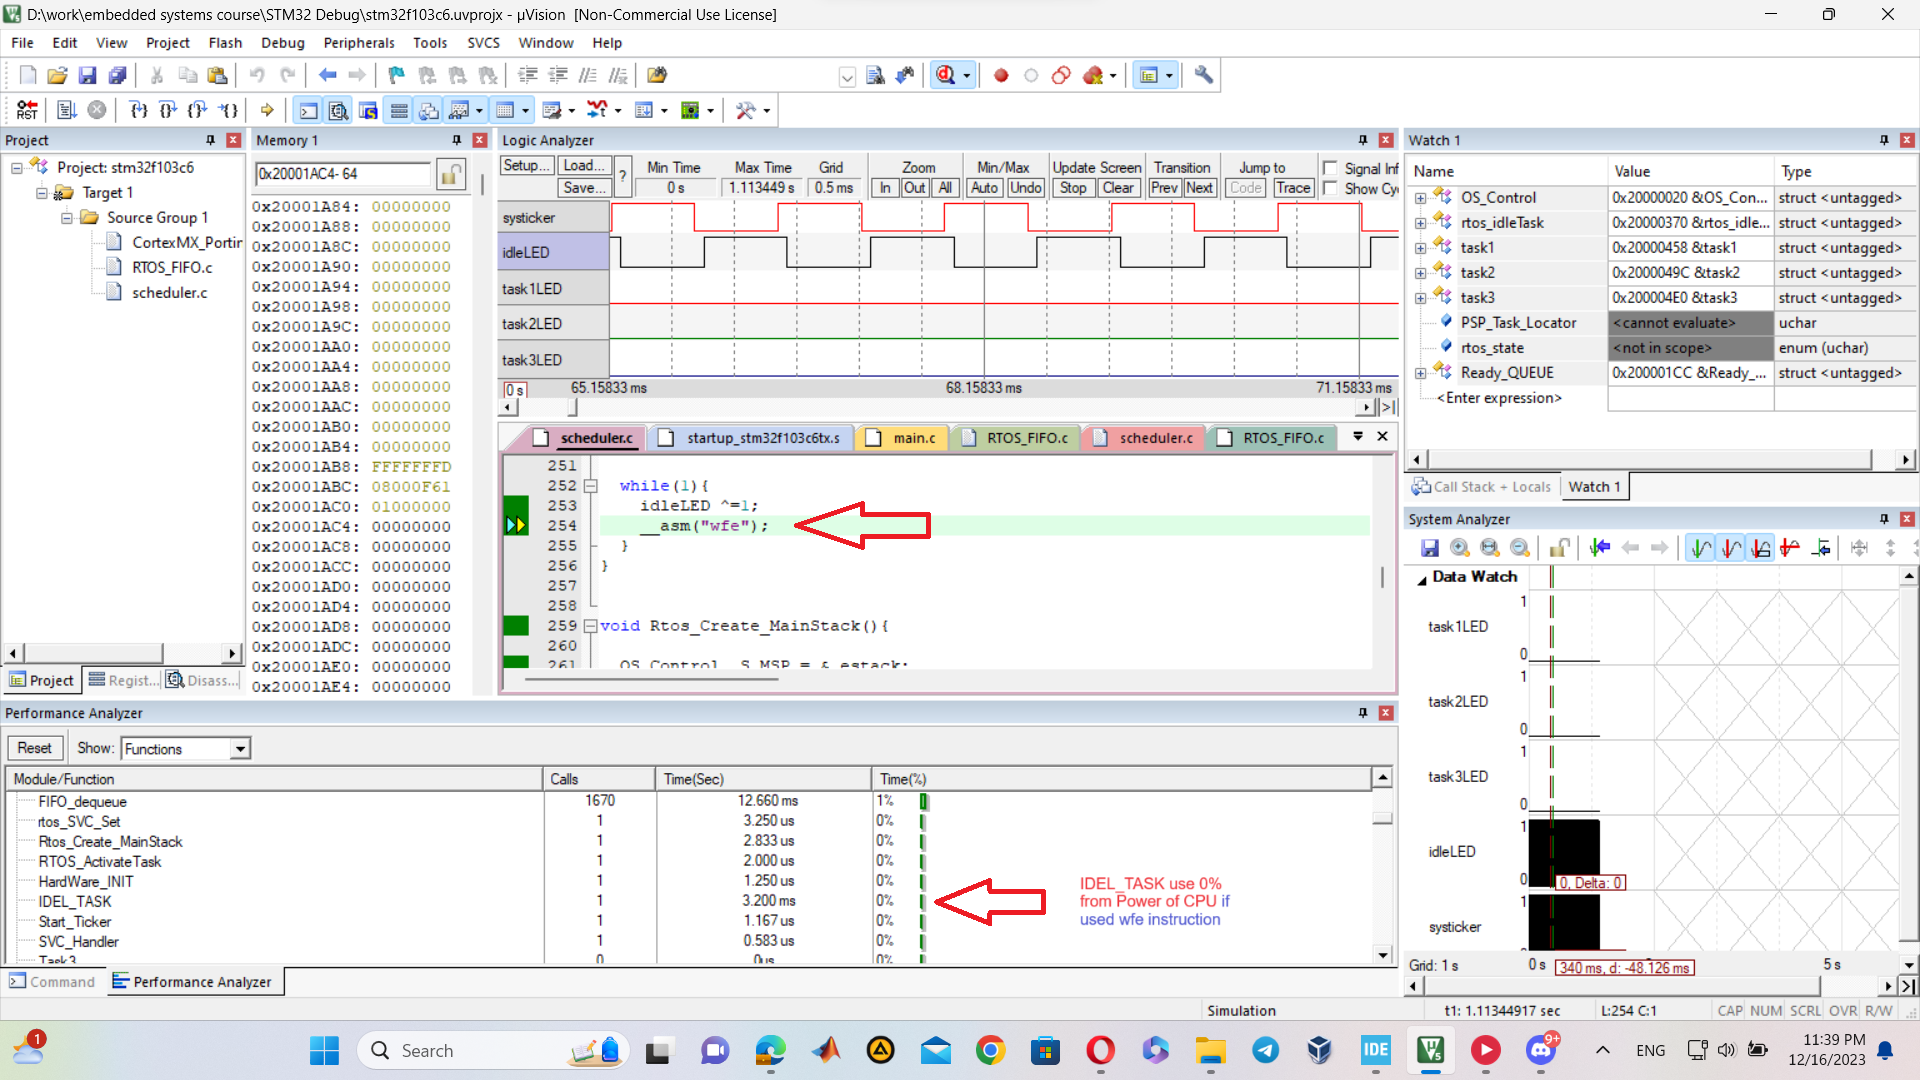 D:\work\embedded systems course\STM32 Debug\stm32f103c6.uvprojx - µVision  [Non-Commercial Use License]
File Edit View Project Flash Debug Peripherals Tools SVCS Window Help
RST
Project
Project: stm32f103c6
Target 1
Source Group 1
CortexMX_Portin
RTOS_FIFO.c
scheduler.c
Project Regist... Disass...
Memory 1
0x20001AC4- 64
0x20001A84: 00000000
0x20001A88: 00000000
0x20001A8C: 00000000
0x20001A90: 00000000
0x20001A94: 00000000
0x20001A98: 00000000
0x20001A9C: 00000000
0x20001AA0: 00000000
0x20001AA4: 00000000
0x20001AA8: 00000000
0x20001AAC: 00000000
0x20001AB0: 00000000
0x20001AB4: 00000000
0x20001AB8: FFFFFFFD
0x20001ABC: 08000F61
0x20001AC0: 01000000
0x20001AC4: 00000000
0x20001AC8: 00000000
0x20001ACC: 00000000
0x20001AD0: 00000000
0x20001AD4: 00000000
0x20001AD8: 00000000
0x20001ADC: 00000000
0x20001AE0: 00000000
0x20001AE4: 00000000
Logic Analyzer
Setup... Load... ? Min Time Max Time Grid Zoom Min/Max Update Screen Transition Jump to Signal Inf
Save... 0 s 1.113449 s 0.5 ms In Out All Auto Undo Stop Clear Prev Next Code Trace Show Cy
systicker
idleLED
task1LED
task2LED
task3LED
0 s 65.15833 ms 68.15833 ms 71.15833 ms
scheduler.c startup_stm32f103c6tx.s main.c RTOS_FIFO.c scheduler.c RTOS_FIFO.c
251
252 while(1){
253 idleLED ^=1;
254 __asm("wfe");
255 }
256 }
257
258
259 void Rtos_Create_MainStack(){
260
261 OS_Control._S_MSP = &_estack;
Watch 1
Name Value Type
OS_Control 0x20000020 &OS_Con... struct <untagged>
rtos_idleTask 0x20000370 &rtos_idle... struct <untagged>
task1 0x20000458 &task1 struct <untagged>
task2 0x2000049C &task2 struct <untagged>
task3 0x200004E0 &task3 struct <untagged>
PSP_Task_Locator <cannot evaluate> uchar
rtos_state <not in scope> enum (uchar)
Ready_QUEUE 0x200001CC &Ready_... struct <untagged>
<Enter expression>
Call Stack + Locals Watch 1
System Analyzer
Data Watch
1
task1LED
0
1
task2LED
0
1
task3LED
0
1
idleLED
0
0, Delta: 0
1
systicker
Grid: 1 s 0 s 340 ms, d: -48.126 ms 5 s
Performance Analyzer
Reset Show: Functions
Module/Function Calls Time(Sec) Time(%)
FIFO_dequeue 1670 12.660 ms 1%
rtos_SVC_Set 1 3.250 us 0%
Rtos_Create_MainStack 1 2.833 us 0%
RTOS_ActivateTask 1 2.000 us 0%
HardWare_INIT 1 1.250 us 0%
IDEL_TASK 1 3.200 ms 0%
Start_Ticker 1 1.167 us 0%
SVC_Handler 1 0.583 us 0%
Task3 0 0us 0%
IDEL_TASK use 0%
from Power of CPU if
used wfe instruction
Command Performance Analyzer
Simulation t1: 1.11344917 sec L:254 C:1 CAP NUM SCRL OVR R/W
1 Search IDE 9+ ENG 11:39 PM
12/16/2023